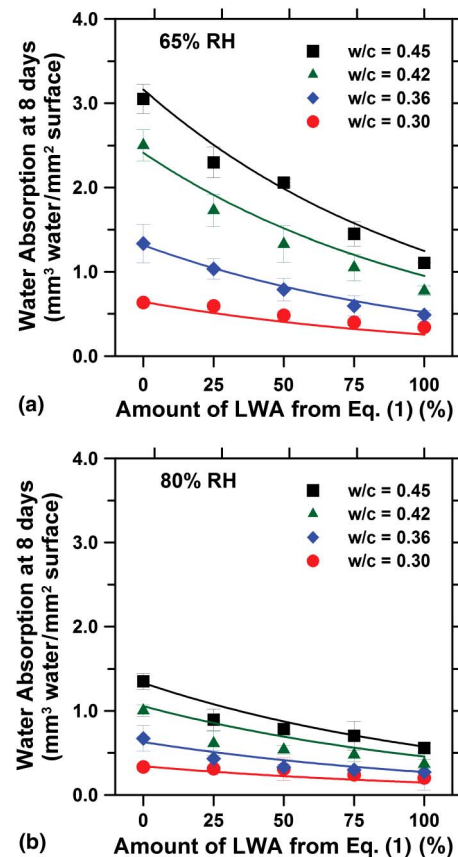 65% RH
w/c = 0.45
w/c = 0.42
w/c = 0.36
w/c = 0.30
4.0
3.0
2.0
1.0
0.0
Water Absorption at 8 days
(mm³ water/mm² surface)
0 25 50 75 100
(a) Amount of LWA from Eq. (1) (%)
80% RH
w/c = 0.45
w/c = 0.42
w/c = 0.36
w/c = 0.30
4.0
3.0
2.0
1.0
0.0
Water Absorption at 8 days
(mm³ water/mm² surface)
0 25 50 75 100
(b) Amount of LWA from Eq. (1) (%)